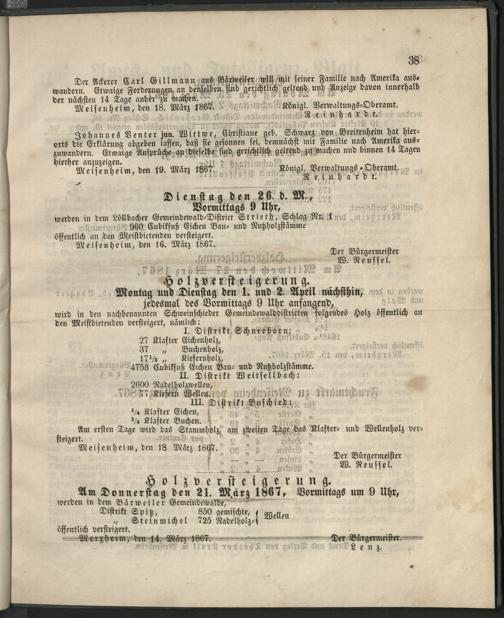 38
Der Ackerer Carl Gillmann aus Bärweiler will mit seiner Familie nach Amerika aus-
wandern. Etwaige Forderungen an denselben sind gerichtlich geltend und Anzeige davon innerhalb
der nächsten 14 Tage anher zu machen.
Meisenheim, den 18. März 1867. Königl. Verwaltungs-Oberamt.
Reinhardt.
Johannes Venter jun. Wittwe, Christiane geb. Schwarz von Breitenheim hat hier-
orts die Erklärung abgeben lassen, daß sie gesonnen sei, demnächst mit Familie nach Amerika aus-
zuwandern. Etwaige Ansprüche an dieselbe sind gerichtlich geltend zu machen und binnen 14 Tagen
hierher anzuzeigen.
Meisenheim, den 19. März 1867. Königl. Verwaltungs-Oberamt.
Reinhardt.
Dienstag den 26. d. M.,
Vormittags 9 Uhr,
werden in dem Löllbacher Gemeindewald-District Strieth, Schlag Nr. 1
960 Cubikfuß Eichen Bau- und Nutzholzstämme
öffentlich an den Meistbietenden versteigert.
Meisenheim, den 16. März 1867.
Der Bürgermeister
W. Reussel.
Holzversteigerung.
Montag und Dienstag den 1. und 2. April nächsthin,
jedesmal des Vormittags 9 Uhr anfangend,
wird in den nachbenannten Schweinschieder Gemeindewalddistricten folgendes Holz öffentlich an
den Meistbietenden versteigert, nämlich:
I. Distrikt Schneeborn:
27 Klafter Eichenholz,
37 „ Buchenholz,
17½ „ Kiefernholz,
4753 Cubikfuß Eichen Bau- und Nutzholzstämme.
II. Distrikt Weitsellbach:
2600 Nadelholzwellen,
Kiefern Wellen.
III. Distrikt Buschied:
Klafter Eichen,
Klafter Buchen.
Am ersten Tage wird das Stammholz, am zweiten Tage das Klafter- und Wellenholz ver-
steigert.
Meisenheim, den 18. März 1867.
Der Bürgermeister
W. Reussel.
Holzversteigerung.
Am Donnerstag den 21. März 1867, Vormittags um 9 Uhr,
werden in dem Bärweiler Gemeindewalde,
Distrikt Spitz, 850 gemischte,
„ Steinmichel 725 Nadelholz- } Wellen
öffentlich versteigert.
Merxheim, den 14. März 1867. Der Bürgermeister.
Lenz.